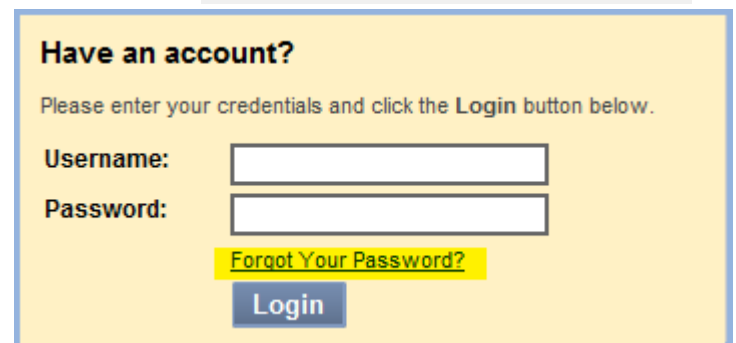 Have an account?
Please enter your credentials and click the Login button below.
Username:
Password:
Forgot Your Password?
Login